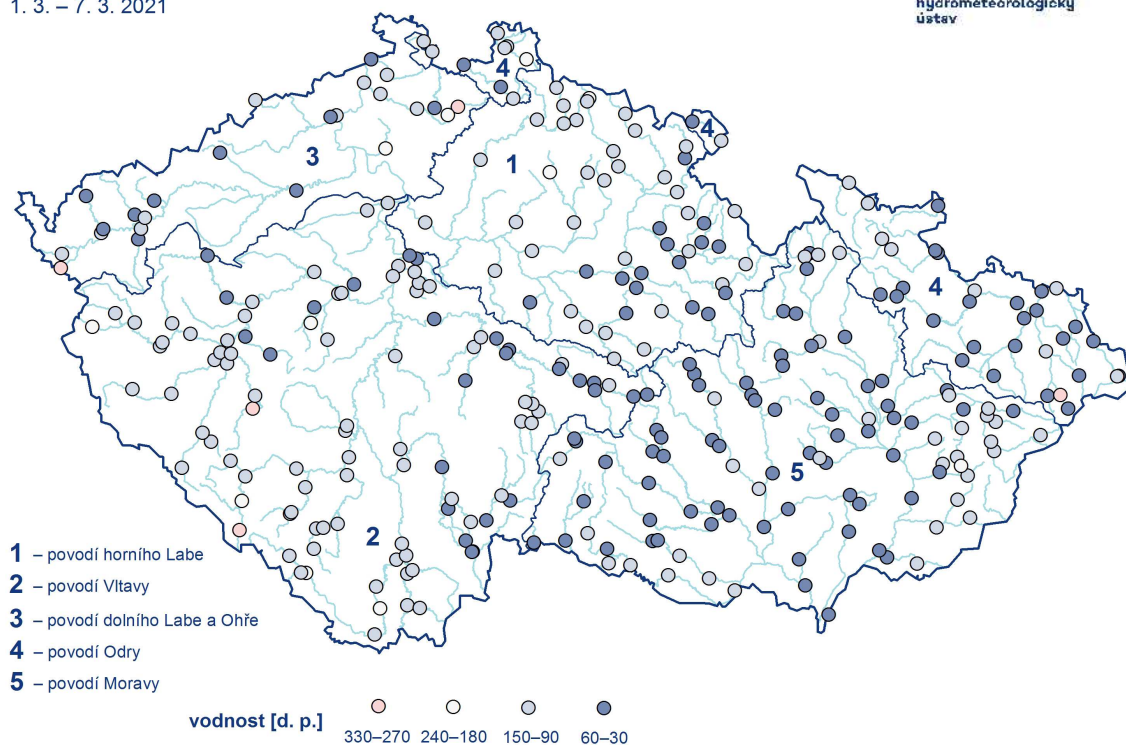 1. 3. – 7. 3. 2021
hydrometeorologický
ústav
4
4
3
1
4
5
2
1 – povodí horního Labe
2 – povodí Vltavy
3 – povodí dolního Labe a Ohře
4 – povodí Odry
5 – povodí Moravy
vodnost [d. p.]
330–270 240–180 150–90 60–30